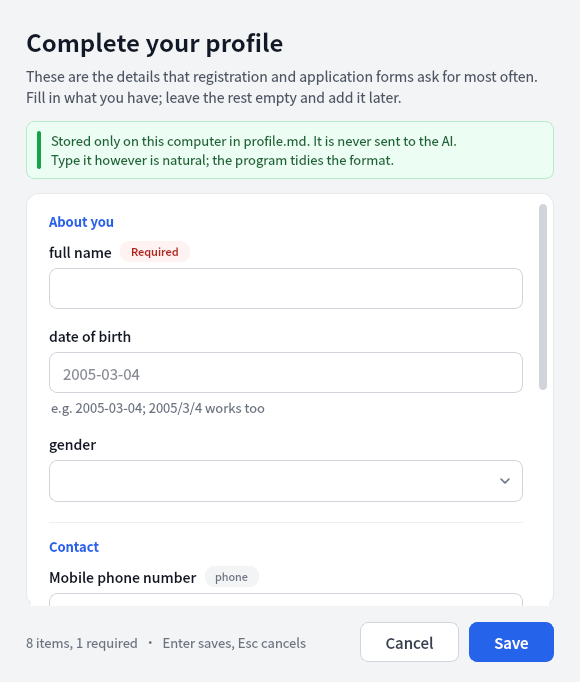 Complete your profile
These are the details that registration and application forms ask for most often.
Fill in what you have; leave the rest empty and add it later.
Stored only on this computer in profile.md. It is never sent to the AI.
Type it however is natural; the program tidies the format.
About you
full name Required
date of birth
2005-03-04
e.g. 2005-03-04; 2005/3/4 works too
gender
Contact
Mobile phone number phone
8 items, 1 required • Enter saves, Esc cancels
Cancel
Save